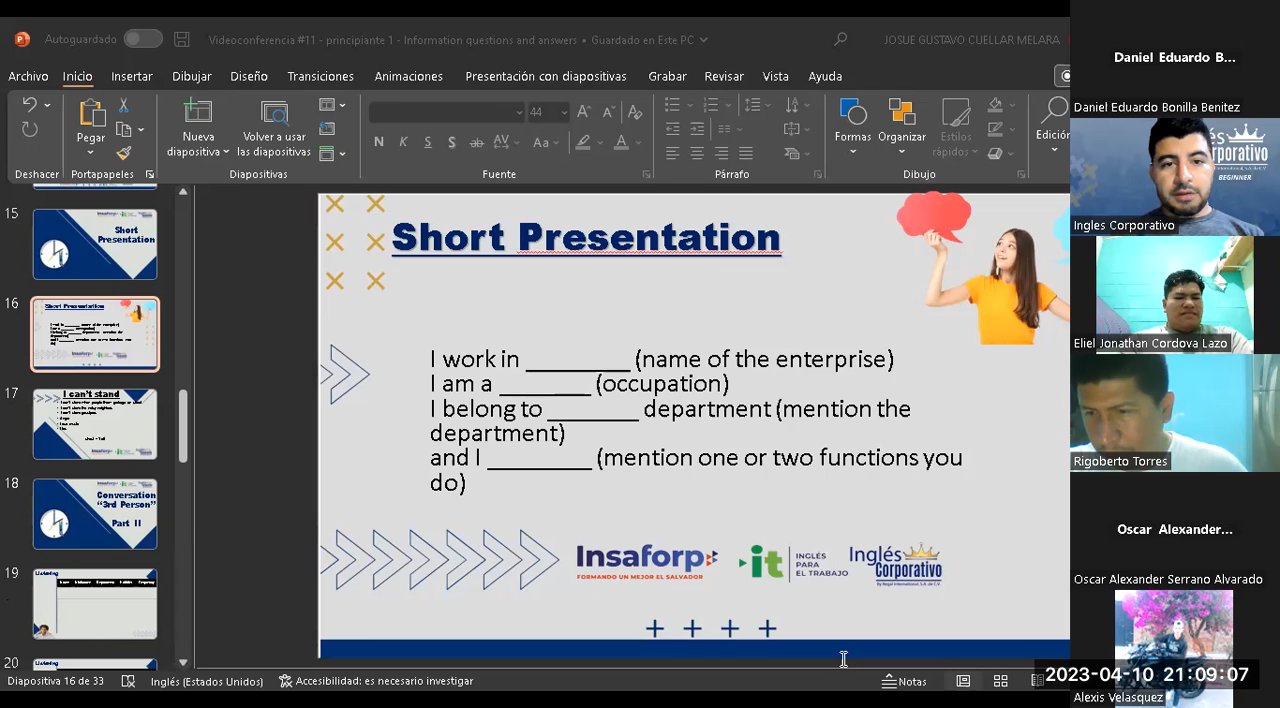 Autoguardado
Videoconferencia #11 - principiante 1 - Information questions and answers • Guardado en Este PC
JOSUE GUSTAVO CUELLAR MELARA
Archivo Inicio Insertar Dibujar Diseño Transiciones Animaciones Presentación con diapositivas Grabar Revisar Vista Ayuda
Pegar
Nueva diapositiva
Volver a usar las diapositivas
44
N K S S ab AV Aa A
Formas Organizar Estilos rápidos Edición
Deshacer Portapapeles Diapositivas Fuente Párrafo Dibujo
15
Short
Presentation
16
Short Presentation
17
I can't stand
18
Conversation
"3rd Person"
Part II
19
Listening
20
Short Presentation
I work in _________ (name of the enterprise)
I am a ________ (occupation)
I belong to ________ department (mention the
department)
and I _________ (mention one or two functions you
do)
Insaforp
FORMANDO UN MEJOR EL SALVADOR
it
INGLÉS
PARA
EL TRABAJO
Inglés
Corporativo
Diapositiva 16 de 33
Inglés (Estados Unidos)
Accesibilidad: es necesario investigar
Notas
Daniel Eduardo B...
Daniel Eduardo Bonilla Benitez
BEGINNER
Ingles Corporativo
Eliel Jonathan Cordova Lazo
Rigoberto Torres
Oscar Alexander...
Oscar Alexander Serrano Alvarado
2023-04-10 21:09:07
Alexis Velasquez